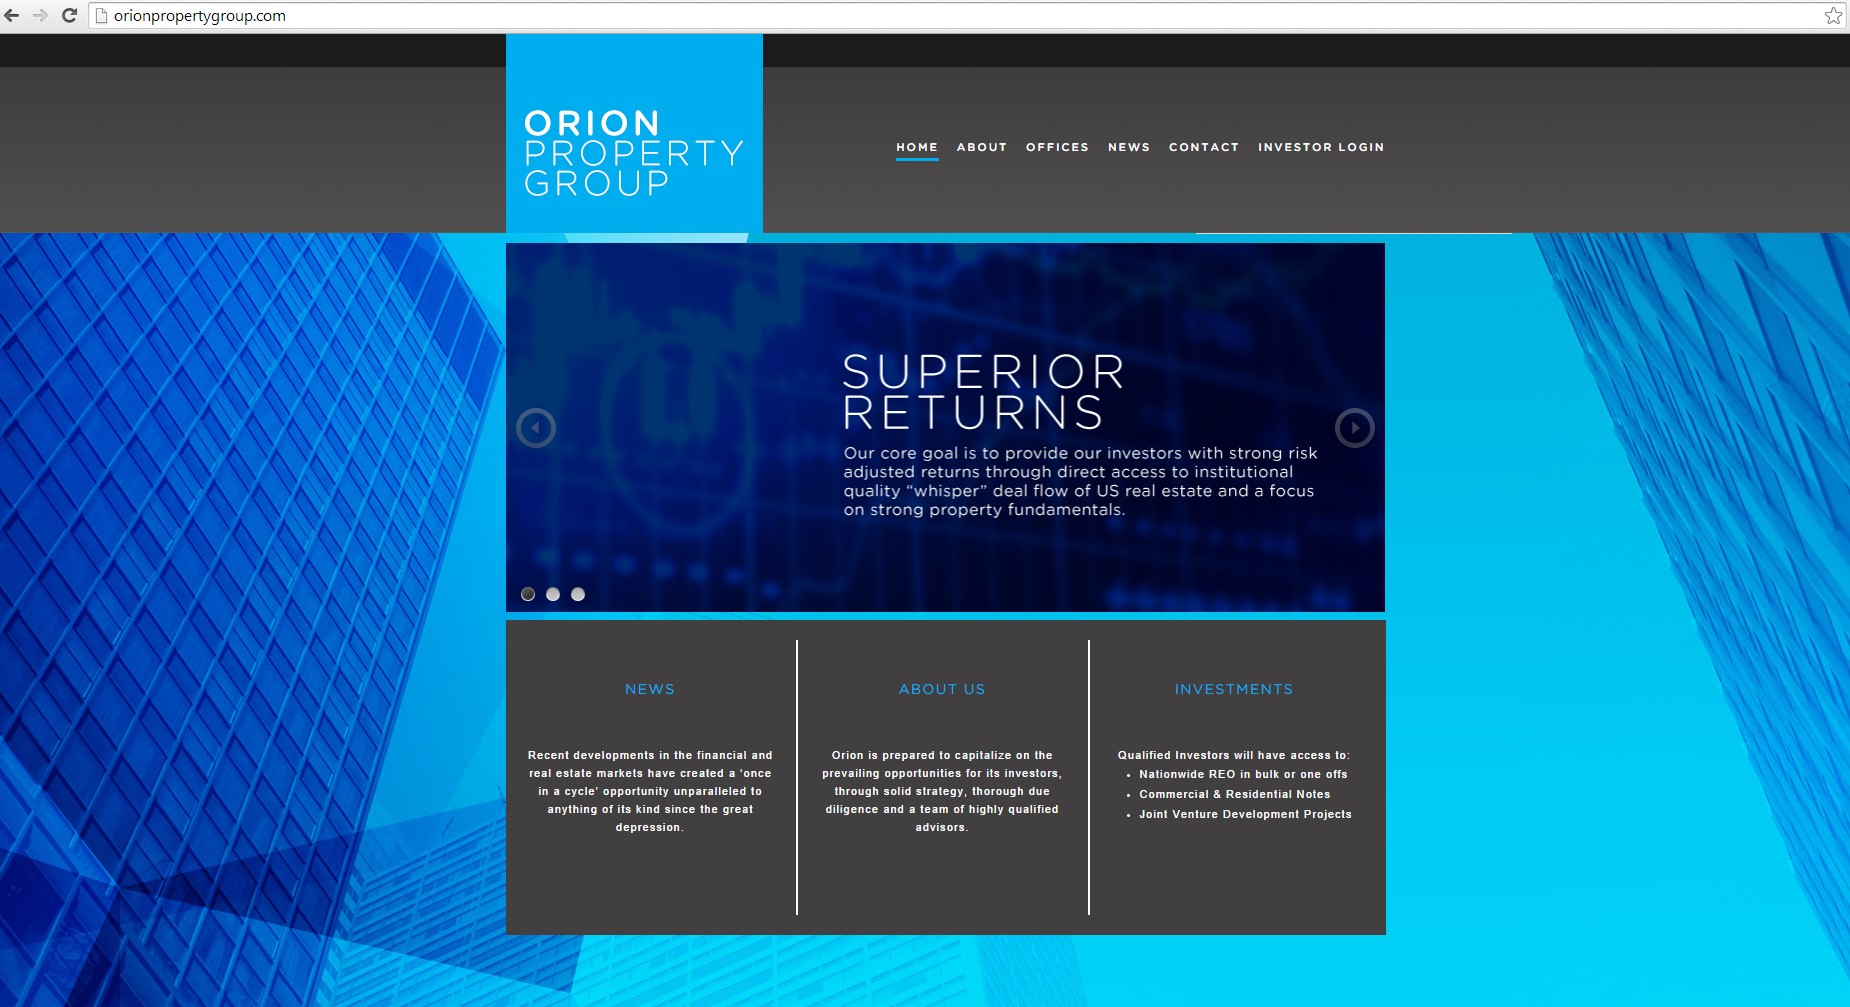 orionpropertygroup.com
ORION
PROPERTY
GROUP
HOME ABOUT OFFICES NEWS CONTACT INVESTOR LOGIN
SUPERIOR
RETURNS
Our core goal is to provide our investors with strong risk
adjusted returns through direct access to institutional
quality “whisper” deal flow of US real estate and a focus
on strong property fundamentals.
NEWS
Recent developments in the financial and
real estate markets have created a 'once
in a cycle' opportunity unparalleled to
anything of its kind since the great
depression.
ABOUT US
Orion is prepared to capitalize on the
prevailing opportunities for its investors,
through solid strategy, thorough due
diligence and a team of highly qualified
advisors.
INVESTMENTS
Qualified Investors will have access to:
• Nationwide REO in bulk or one offs
• Commercial & Residential Notes
• Joint Venture Development Projects